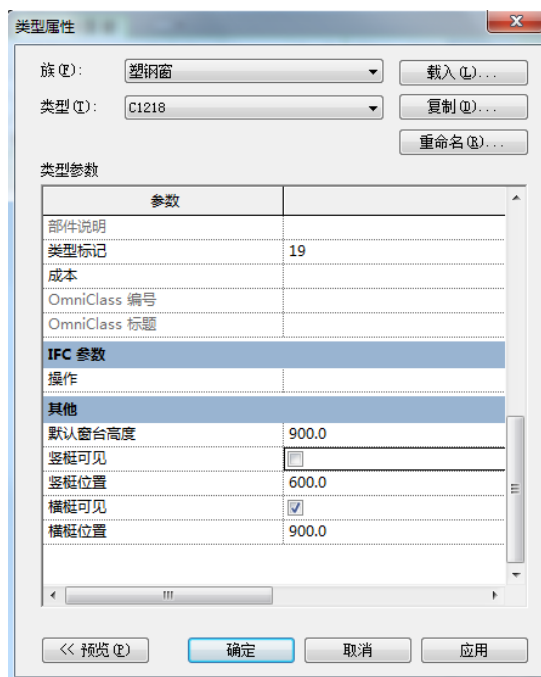 类型属性
族(F): 塑钢窗 载入(L)...
类型(T): C1218 复制(D)...
重命名(R)...
类型参数
参数
部件说明
类型标记 19
成本
OmniClass 编号
OmniClass 标题
IFC 参数
操作
其他
默认窗台高度 900.0
竖梃可见
竖梃位置 600.0
横梃可见
横梃位置 900.0
<< 预览(P) 确定 取消 应用